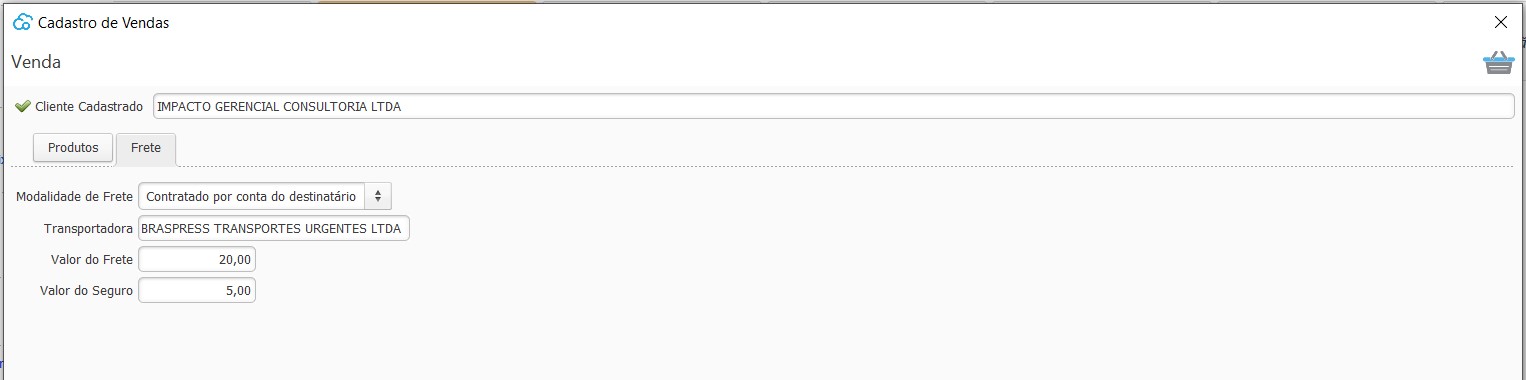 Cadastro de Vendas
Venda
Cliente Cadastrado IMPACTO GERENCIAL CONSULTORIA LTDA
Produtos Frete
Modalidade de Frete Contratado por conta do destinatário
Transportadora BRASPRESS TRANSPORTES URGENTES LTDA
Valor do Frete 20,00
Valor do Seguro 5,00